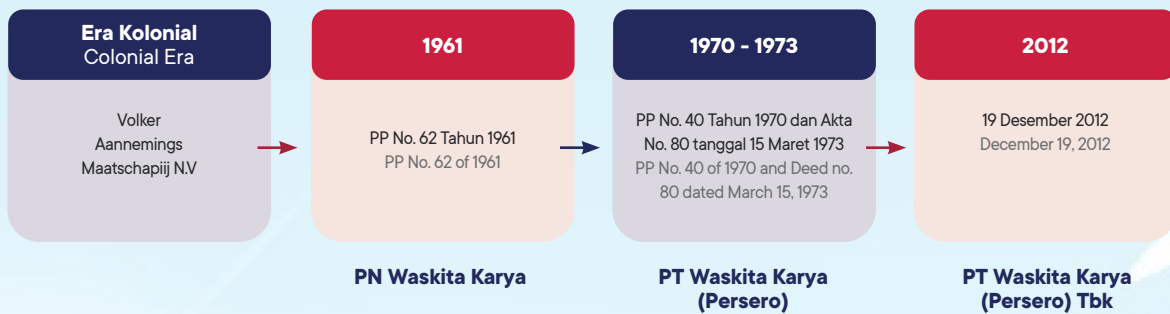 Era Kolonial
Colonial Era
Volker
Aannemings
Maatschapiij N.V
1961
PP No. 62 Tahun 1961
PP No. 62 of 1961
PN Waskita Karya
1970 - 1973
PP No. 40 Tahun 1970 dan Akta
No. 80 tanggal 15 Maret 1973
PP No. 40 of 1970 and Deed no.
80 dated March 15, 1973
PT Waskita Karya
(Persero)
2012
19 Desember 2012
December 19, 2012
PT Waskita Karya
(Persero) Tbk